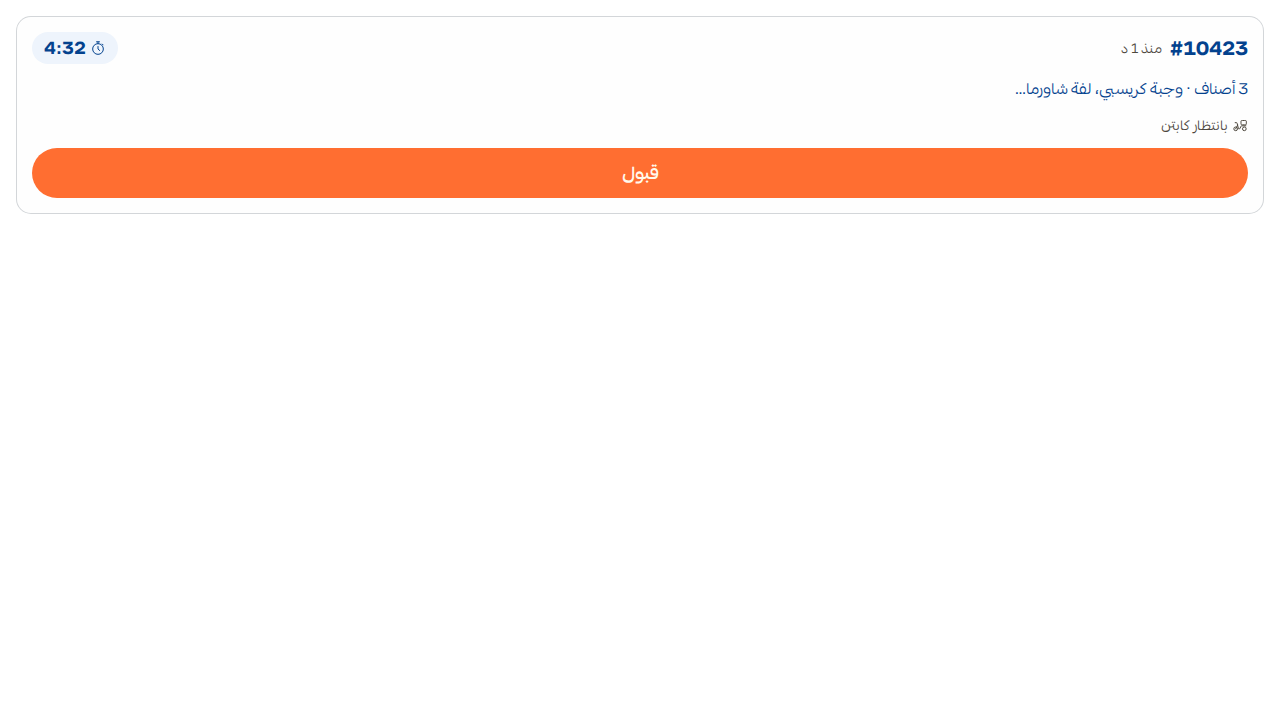 #10423 منذ 1 د 4:32
3 أصناف · وجبة كريسبي، لفة شاورما...
بانتظار كابتن
قبول